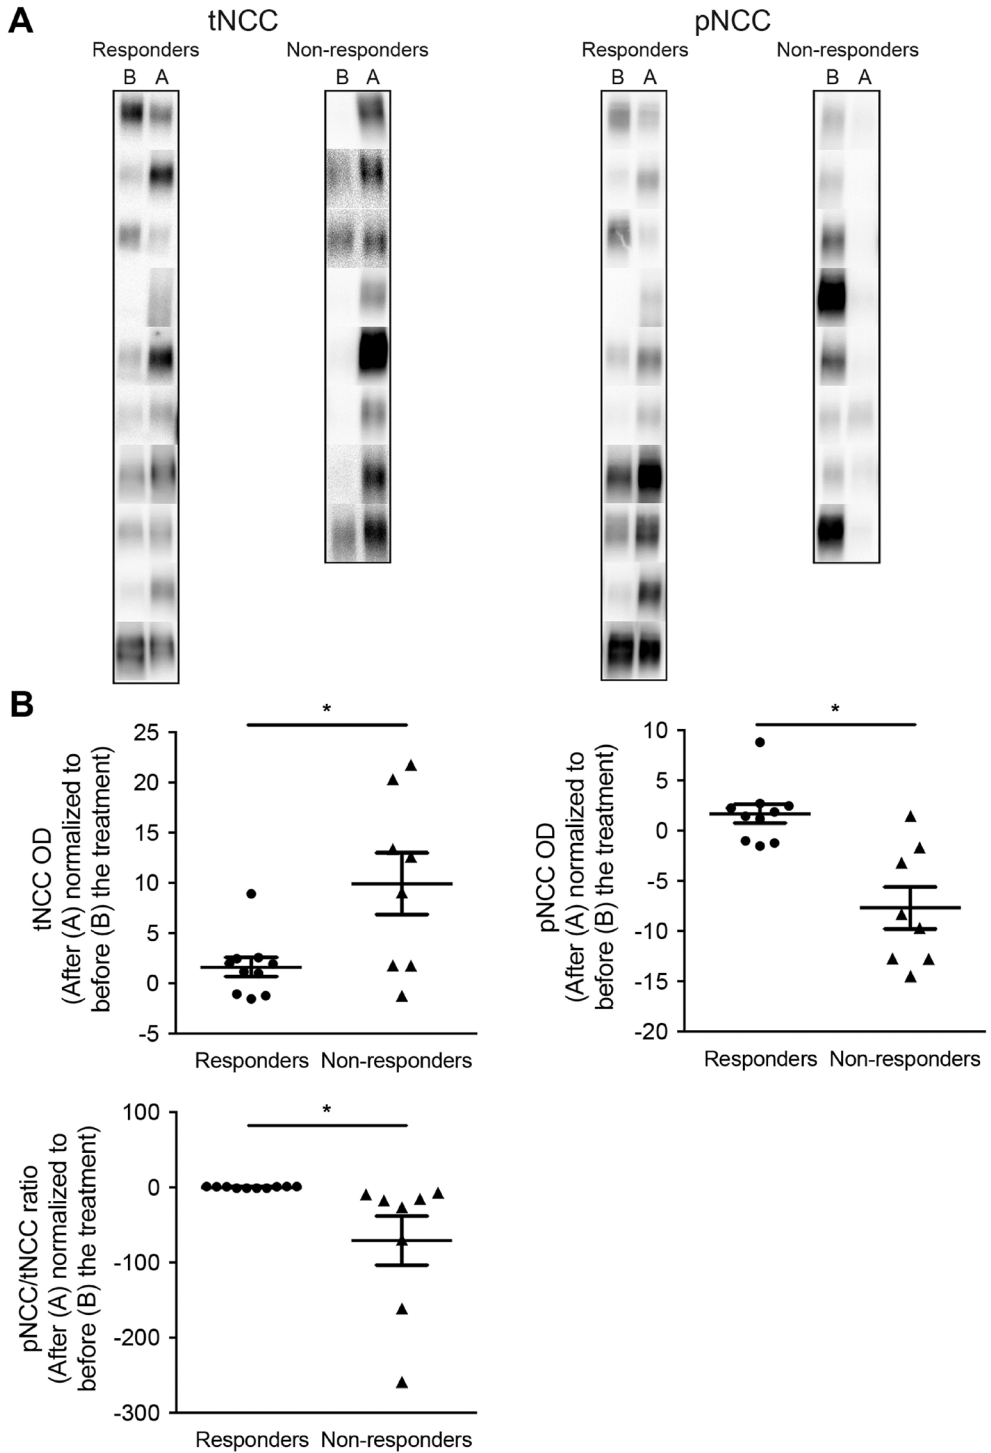 A
tNCC
pNCC
Responders
Non-responders
Responders
Non-responders
B A
B A
B A
B A
B
*
25
20
15
10
5
0
-5
tNCC OD
(After (A) normalized to
before (B) the treatment)
Responders
Non-responders
*
10
5
0
-5
-10
-15
-20
pNCC OD
(After (A) normalized to
before (B) the treatment)
Responders
Non-responders
*
100
0
-100
-200
-300
pNCC/tNCC ratio
(After (A) normalized to
before (B) the treatment)
Responders
Non-responders